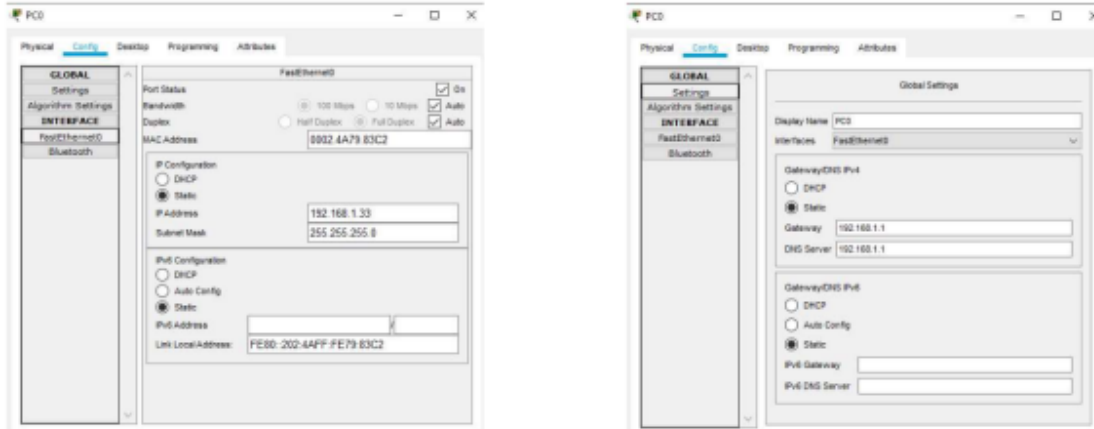 PC0
Physical Config Desktop Programming Attributes
GLOBAL
Settings
Algorithm Settings
INTERFACE
FastEthernet0
Bluetooth
FastEthernet0
Port Status On
Bandwidth 100 Mbps 10 Mbps Auto
Duplex Half Duplex Full Duplex Auto
MAC Address 0002.4A79.83C2
IP Configuration
DHCP
Static
IP Address 192.168.1.33
Subnet Mask 255.255.255.0
IPv6 Configuration
DHCP
Auto Config
Static
IPv6 Address /
Link Local Address: FE80::202:4AFF:FE79:83C2
PC0
Physical Config Desktop Programming Attributes
GLOBAL
Settings
Algorithm Settings
INTERFACE
FastEthernet0
Bluetooth
Global Settings
Display Name PC0
Interfaces FastEthernet0
Gateway/DNS IPv4
DHCP
Static
Gateway 192.168.1.1
DNS Server 192.168.1.1
Gateway/DNS IPv6
DHCP
Auto Config
Static
IPv6 Gateway
IPv6 DNS Server